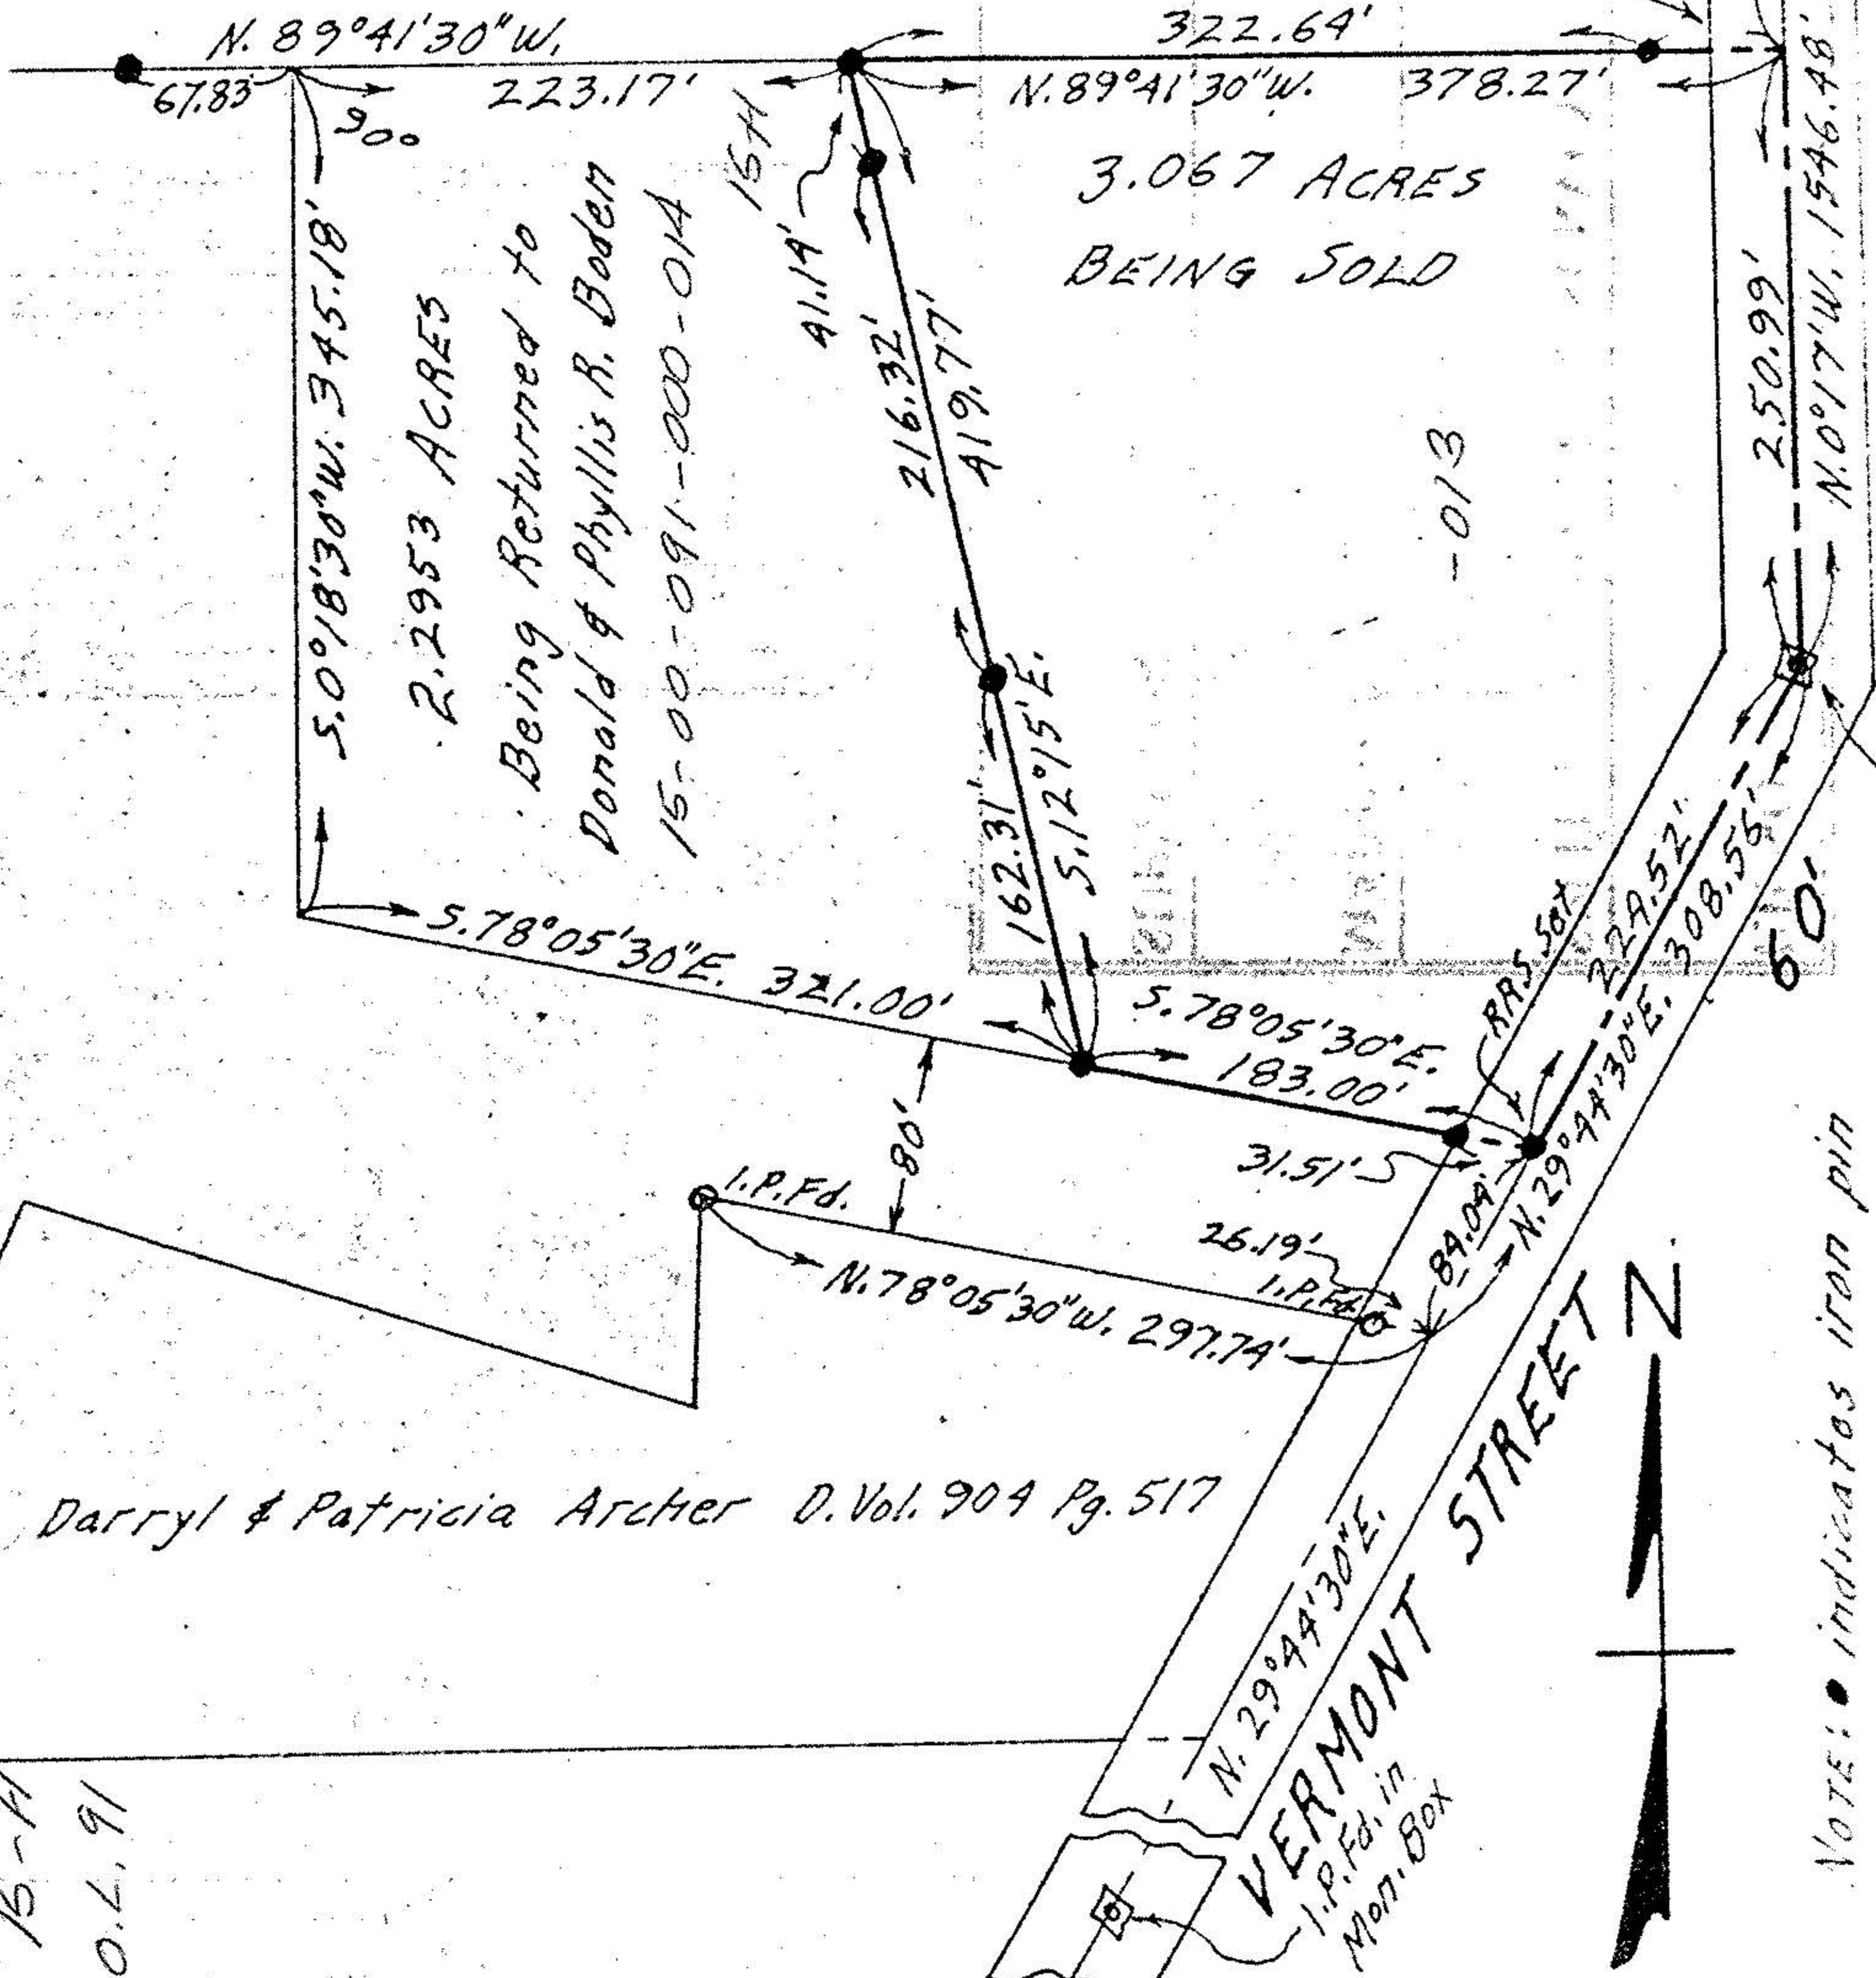 N. 89°41'30"W.
322.64'
67.83
90°
223.17'
N.89°41'30"W. 378.27'
16H
41.14'
3.067 ACRES
BEING SOLD
S.0°18'30"W. 345.18'
2.2953 ACRES
Being Returned to
Donald & Phyllis R. Boden
15-00-091-000-014
216.32'
419.77'
-013
250.99'
N.0°17'W. 1546.48'
162.31'
S.12°15'E.
S.78°05'30"E. 321.00'
S.78°05'30"E.
183.00'
RRS Set
224.52'
N.29°44'30"E. 308.56'
60'
31.51'
80'
I.P.Fd.
26.19'
I.P.Fd.
84.04'
N.78°05'30"W. 297.74'
N
Darryl & Patricia Archer D.Vol. 904 Pg. 517
N.29°44'30"E.
VERMONT STREET
I.P.Fd. in
Mon. Box
NOTE: ● indicates iron pin
15-H
O.L. 91